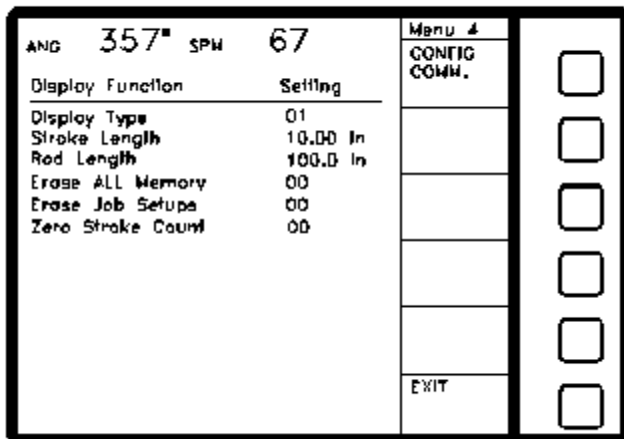 ANG 357° SPM 67
Display Function Setting
Display Type 01
Stroke Length 10.00 in
Rod Length 100.0 in
Erase ALL Memory 00
Erase Job Setups 00
Zero Stroke Count 00
Menu 4
CONFIG
COMM.
EXIT